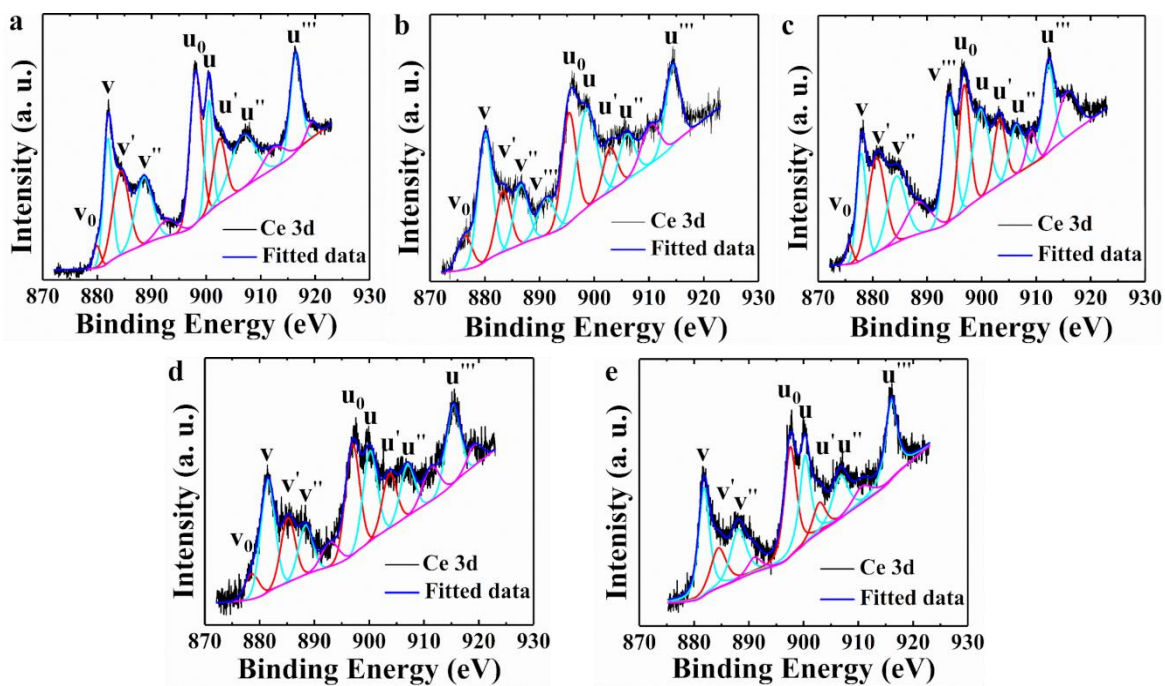 a
v₀
v
v'
v''
u₀
u
u'
u''
u'''
Intensity (a. u.)
Ce 3d
Fitted data
870 880 890 900 910 920 930
Binding Energy (eV)
b
v₀
v
v'
v''
v'''
u₀
u
u'
u''
u'''
Intensity (a. u.)
Ce 3d
Fitted data
870 880 890 900 910 920 930
Binding Energy (eV)
c
v₀
v
v'
v''
v'''
u₀
u
u'
u''
u'''
Intensity (a. u.)
Ce 3d
Fitted data
870 880 890 900 910 920 930
Binding Energy (eV)
d
v₀
v
v'
v''
u₀
u
u'
u''
u'''
Intensity (a. u.)
Ce 3d
Fitted data
870 880 890 900 910 920 930
Binding Energy (eV)
e
v
v'
v''
u₀
u
u'
u''
u'''
Intenisty (a. u.)
Ce 3d
Fitted data
870 880 890 900 910 920 930
Binding Energy (eV)